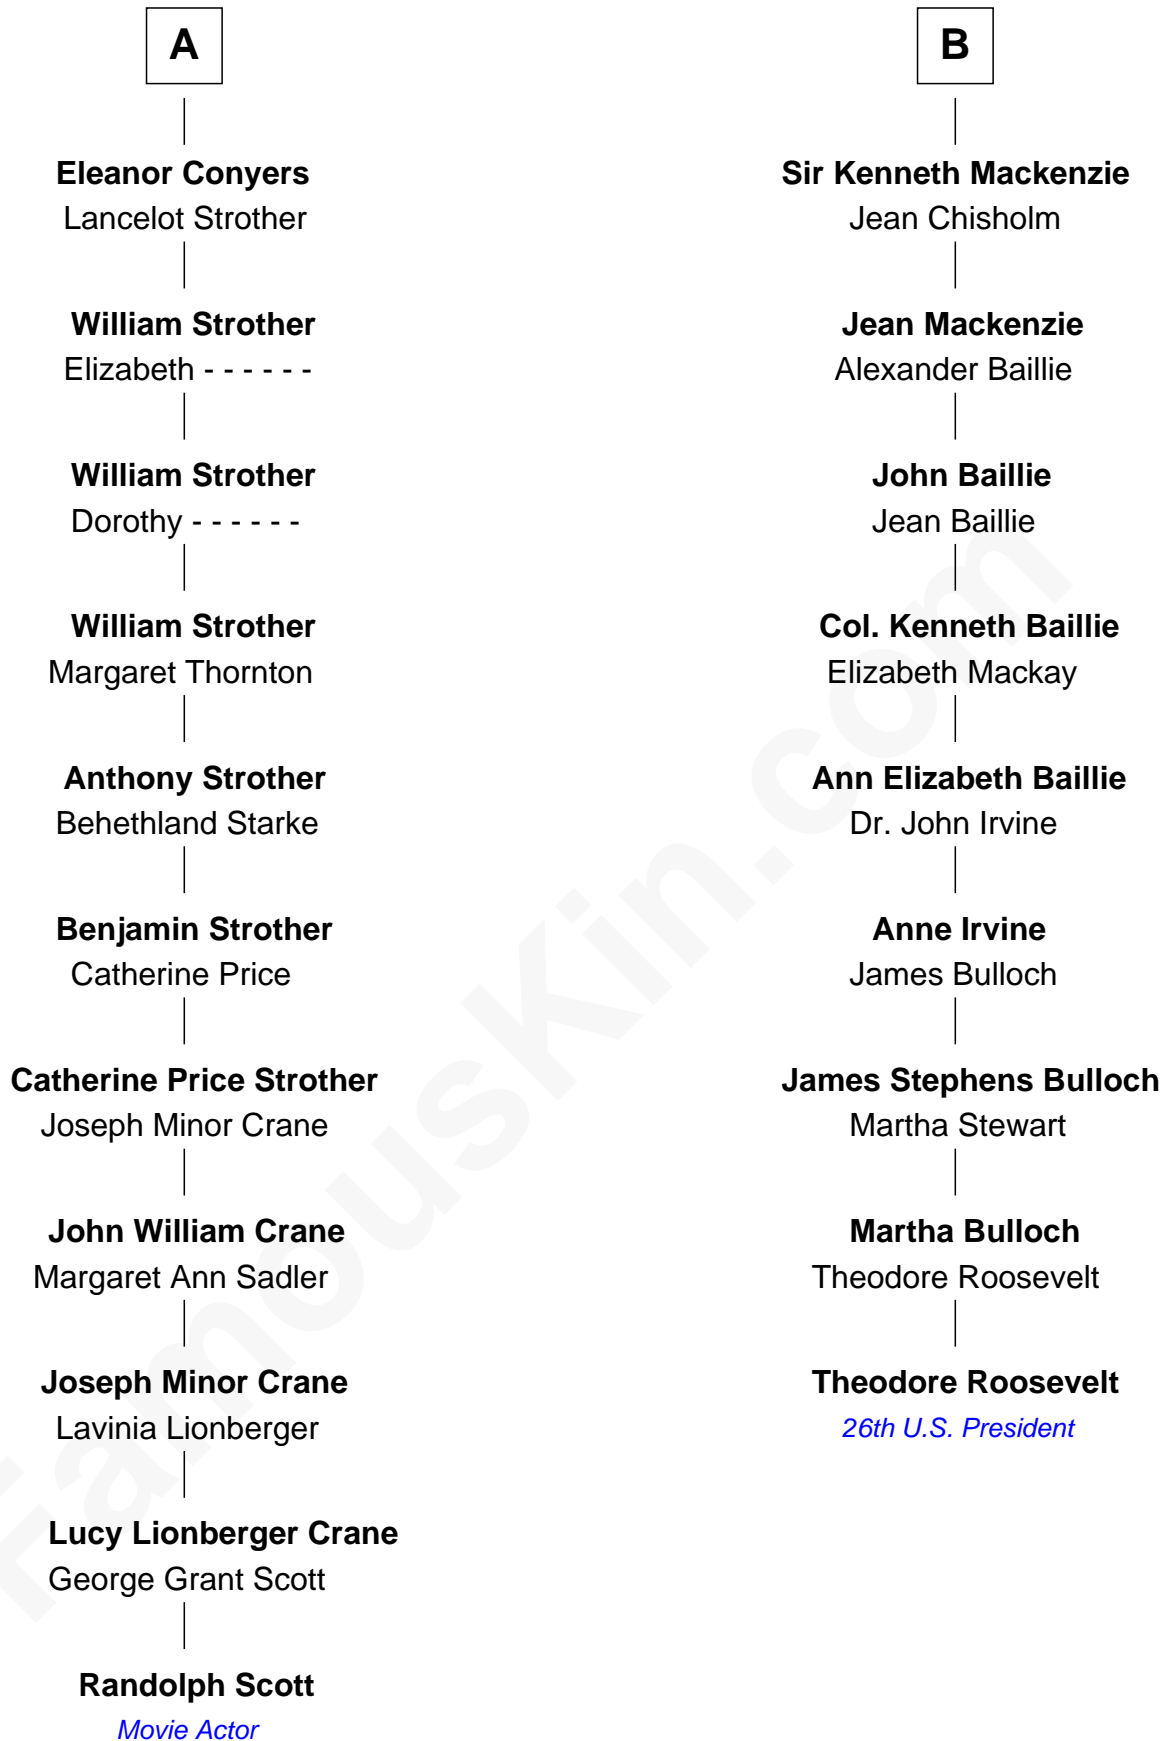 A
Eleanor Conyers
Lancelot Strother
William Strother
Elizabeth - - - - - -
William Strother
Dorothy - - - - - -
William Strother
Margaret Thornton
Anthony Strother
Behethland Starke
Benjamin Strother
Catherine Price
Catherine Price Strother
Joseph Minor Crane
John William Crane
Margaret Ann Sadler
Joseph Minor Crane
Lavinia Lionberger
Lucy Lionberger Crane
George Grant Scott
Randolph Scott
Movie Actor
B
Sir Kenneth Mackenzie
Jean Chisholm
Jean Mackenzie
Alexander Baillie
John Baillie
Jean Baillie
Col. Kenneth Baillie
Elizabeth Mackay
Ann Elizabeth Baillie
Dr. John Irvine
Anne Irvine
James Bulloch
James Stephens Bulloch
Martha Stewart
Martha Bulloch
Theodore Roosevelt
Theodore Roosevelt
26th U.S. President
FamousKin.com